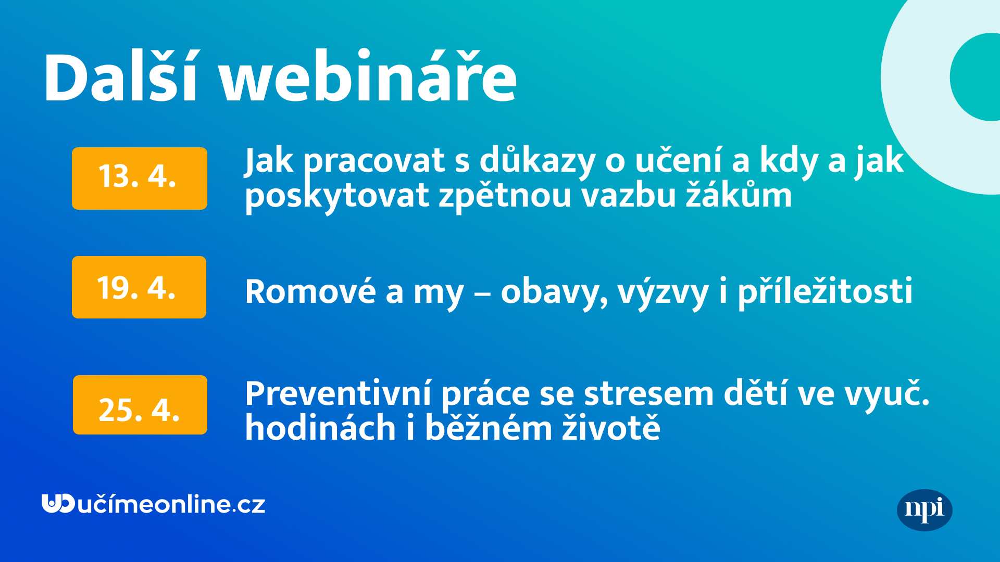 Další webináře
13. 4.
Jak pracovat s důkazy o učení a kdy a jak
poskytovat zpětnou vazbu žákům
19. 4.
Romové a my – obavy, výzvy i příležitosti
25. 4.
Preventivní práce se stresem dětí ve vyuč.
hodinách i běžném životě
učímeonline.cz
npi